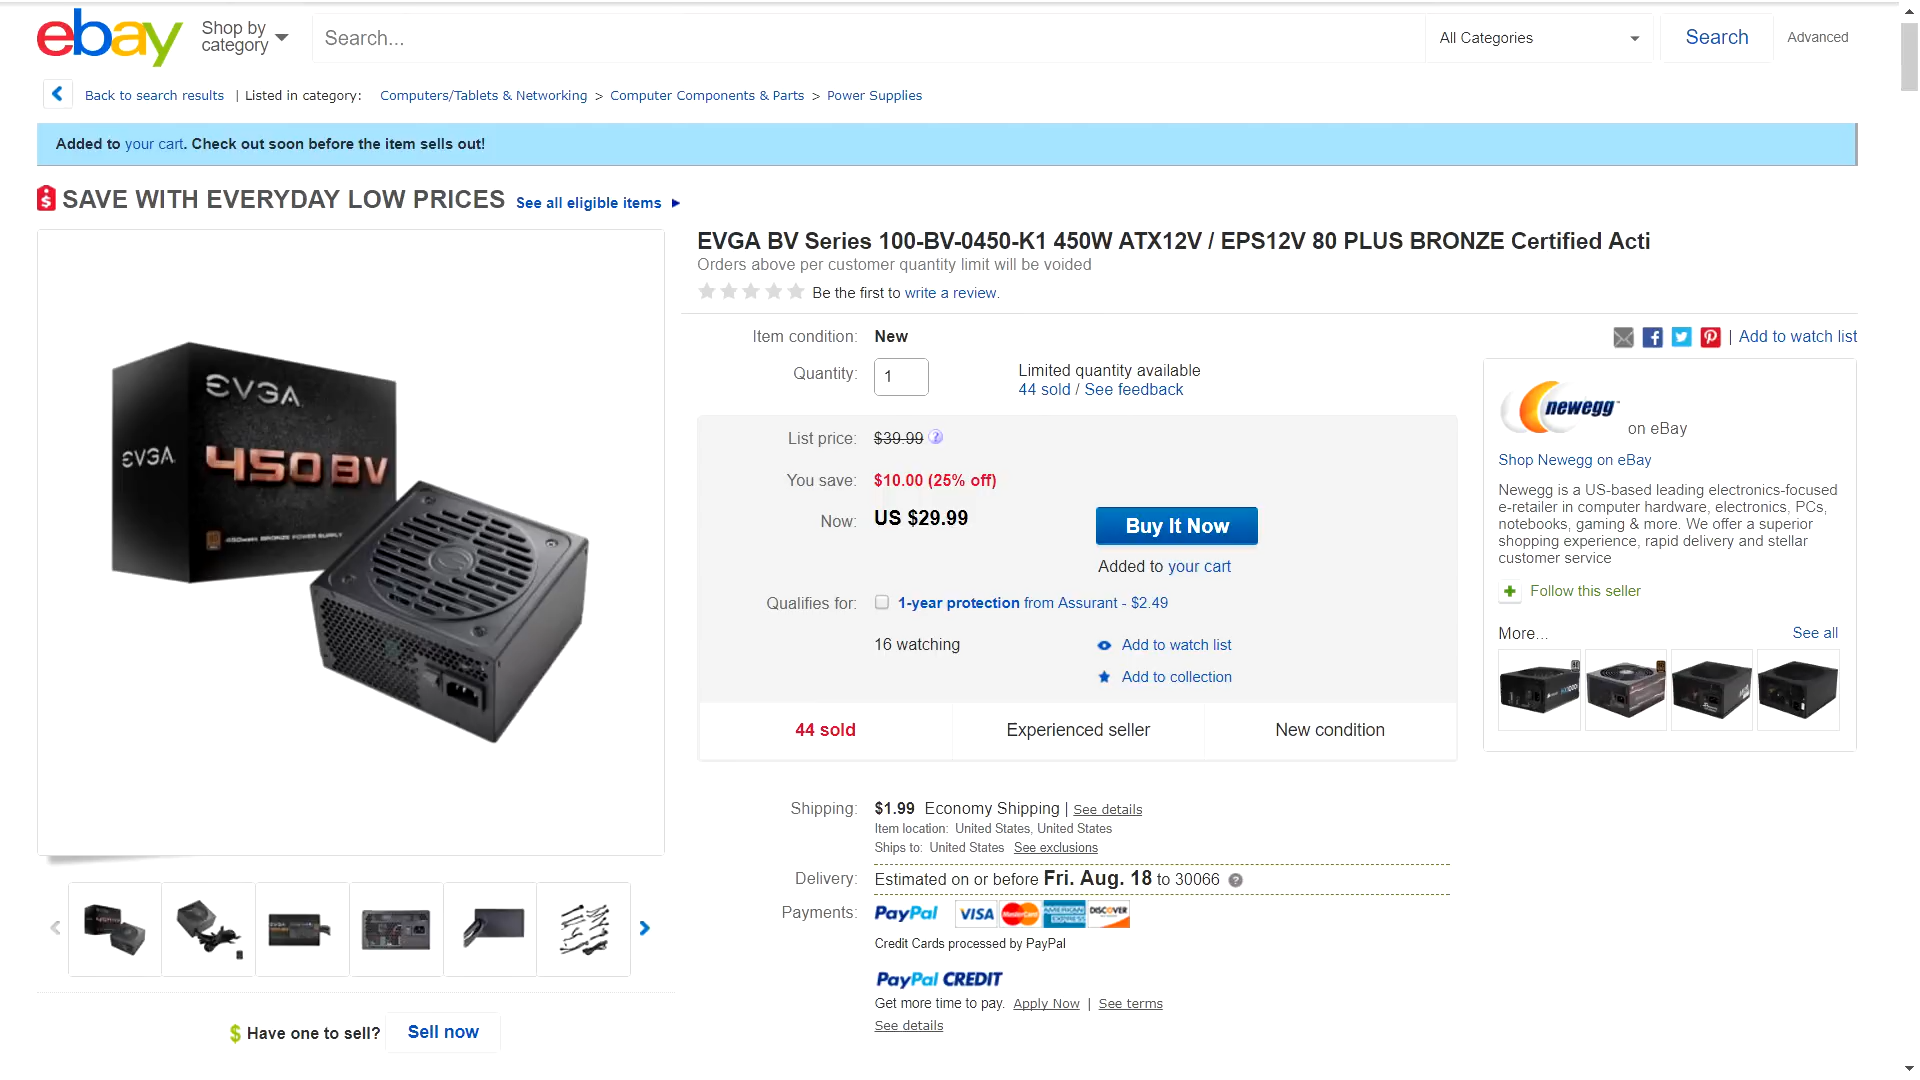 ebay
Shop by
category
Search...
All Categories
Search
Advanced
Back to search results | Listed in category: Computers/Tablets & Networking > Computer Components & Parts > Power Supplies
Added to your cart. Check out soon before the item sells out!
SAVE WITH EVERYDAY LOW PRICES See all eligible items
EVGA BV Series 100-BV-0450-K1 450W ATX12V / EPS12V 80 PLUS BRONZE Certified Acti
Orders above per customer quantity limit will be voided
Be the first to write a review.
Item condition: New
Quantity: 1
Limited quantity available
44 sold / See feedback
List price: $39.99 ?
You save: $10.00 (25% off)
Now: US $29.99
Buy It Now
Added to your cart
Qualifies for: 1-year protection from Assurant - $2.49
16 watching
Add to watch list
Add to collection
44 sold
Experienced seller
New condition
Shipping: $1.99 Economy Shipping | See details
Item location: United States, United States
Ships to: United States See exclusions
Delivery: Estimated on or before Fri. Aug. 18 to 30066 ?
Payments: PayPal VISA MasterCard AMERICAN EXPRESS DISCOVER
Credit Cards processed by PayPal
PayPal CREDIT
Get more time to pay. Apply Now | See terms
See details
| Add to watch list
newegg
on eBay
Shop Newegg on eBay
Newegg is a US-based leading electronics-focused
e-retailer in computer hardware, electronics, PCs,
notebooks, gaming & more. We offer a superior
shopping experience, rapid delivery and stellar
customer service
Follow this seller
More...
See all
EVGA
EVGA
450 BV
450WATT BRONZE POWER SUPPLY
$ Have one to sell? Sell now